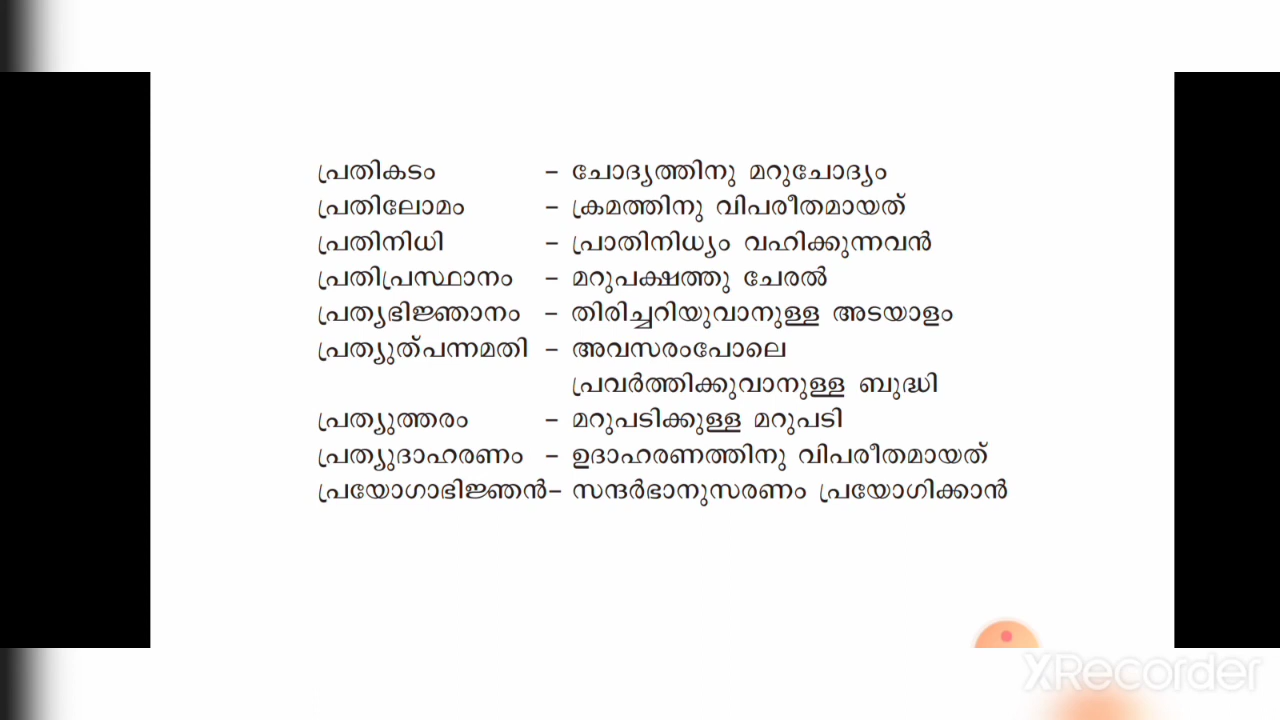 പ്രതികടം – ചോദ്യത്തിനു മറുചോദ്യം
പ്രതിലോമം – ക്രമത്തിനു വിപരീതമായത്
പ്രതിനിധി – പ്രാതിനിധ്യം വഹിക്കുന്നവൻ
പ്രതിപ്രസ്ഥാനം – മറുപക്ഷത്തു ചേരൽ
പ്രത്യഭിജ്ഞാനം – തിരിച്ചറിയുവാനുള്ള അടയാളം
പ്രത്യുത്പന്നമതി – അവസരംപോലെ
പ്രവർത്തിക്കുവാനുള്ള ബുദ്ധി
പ്രത്യുത്തരം – മറുപടിക്കുള്ള മറുപടി
പ്രത്യുദാഹരണം – ഉദാഹരണത്തിനു വിപരീതമായത്
പ്രയോഗാഭിജ്ഞൻ– സന്ദർഭാനുസരണം പ്രയോഗിക്കാൻ
XRecorder